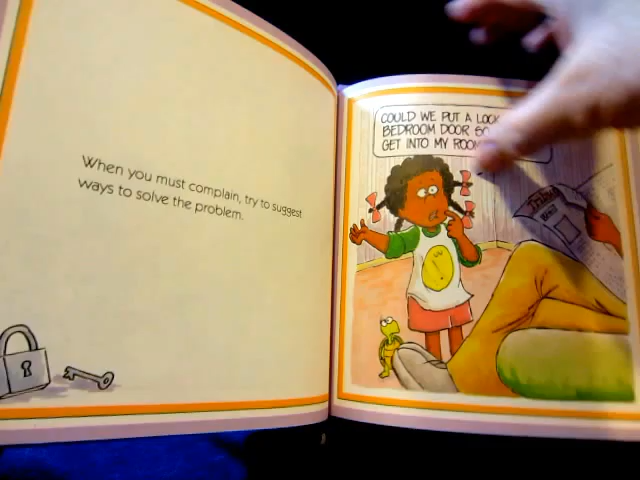 When you must complain, try to suggest
ways to solve the problem.
COULD WE PUT A LOCK
BEDROOM DOOR SO
GET INTO MY ROOM